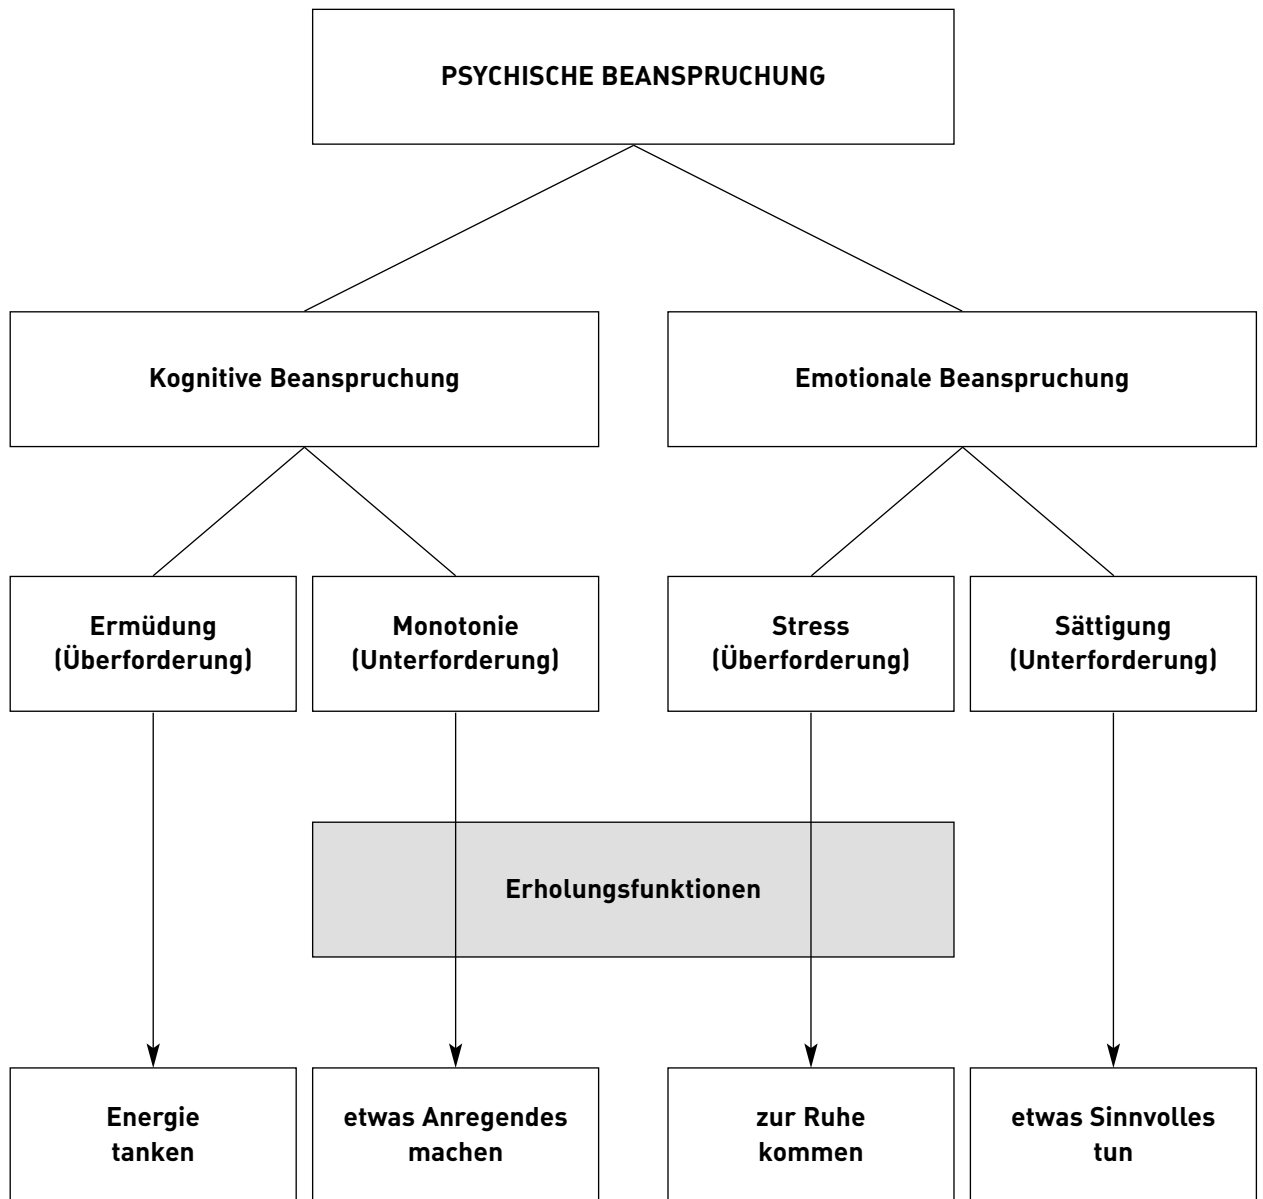 PSYCHISCHE BEANSPRUCHUNG
Kognitive Beanspruchung
Emotionale Beanspruchung
Ermüdung
(Überforderung)
Monotonie
(Unterforderung)
Stress
(Überforderung)
Sättigung
(Unterforderung)
Erholungsfunktionen
Energie
tanken
etwas Anregendes
machen
zur Ruhe
kommen
etwas Sinnvolles
tun